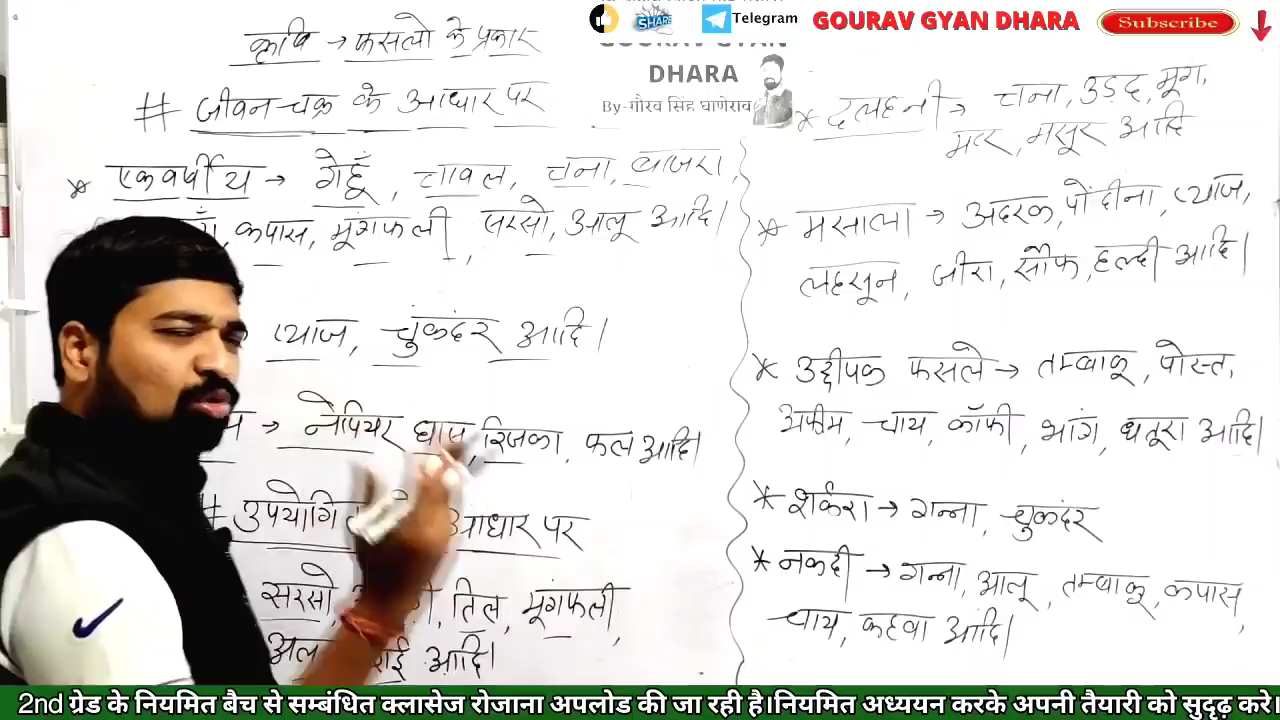 SHARE
Telegram
GOURAV GYAN DHARA
Subscribe
GOURAV GYAN
DHARA
By-गौरव सिंह घाणेराव
कृषि → फसलो के प्रकार
# जीवन-चक्र के आधार पर
* एकवर्षीय → गेहूँ, चावल, चना, बाजरा,
कपास, मूंगफली, सरसो, आलू आदि।
प्याज, चुकंदर आदि।
→ नेपियर घास, रिजका, फल आदि।
# आधार पर
सरसो, तिल, मूंगफली,
राई आदि।
* दलहनी → चना, उड़द, मूंग,
मटर, मसूर आदि
* मसाला → अदरक, पोदीना, प्याज,
लहसून, जीरा, सौफ, हल्दी आदि।
* उद्दीपक फसले → तम्बाकू, पोस्त,
अफीम, चाय, कॉफी, भांग, धतूरा आदि।
* शर्करा → गन्ना, चुकंदर
* नकदी → गन्ना, आलू, तम्बाकू, कपास,
चाय, कहवा आदि।
2nd ग्रेड के नियमित बैच से सम्बंधित क्लासेज रोजाना अपलोड की जा रही है।नियमित अध्ययन करके अपनी तैयारी को सुदृढ़ करे।